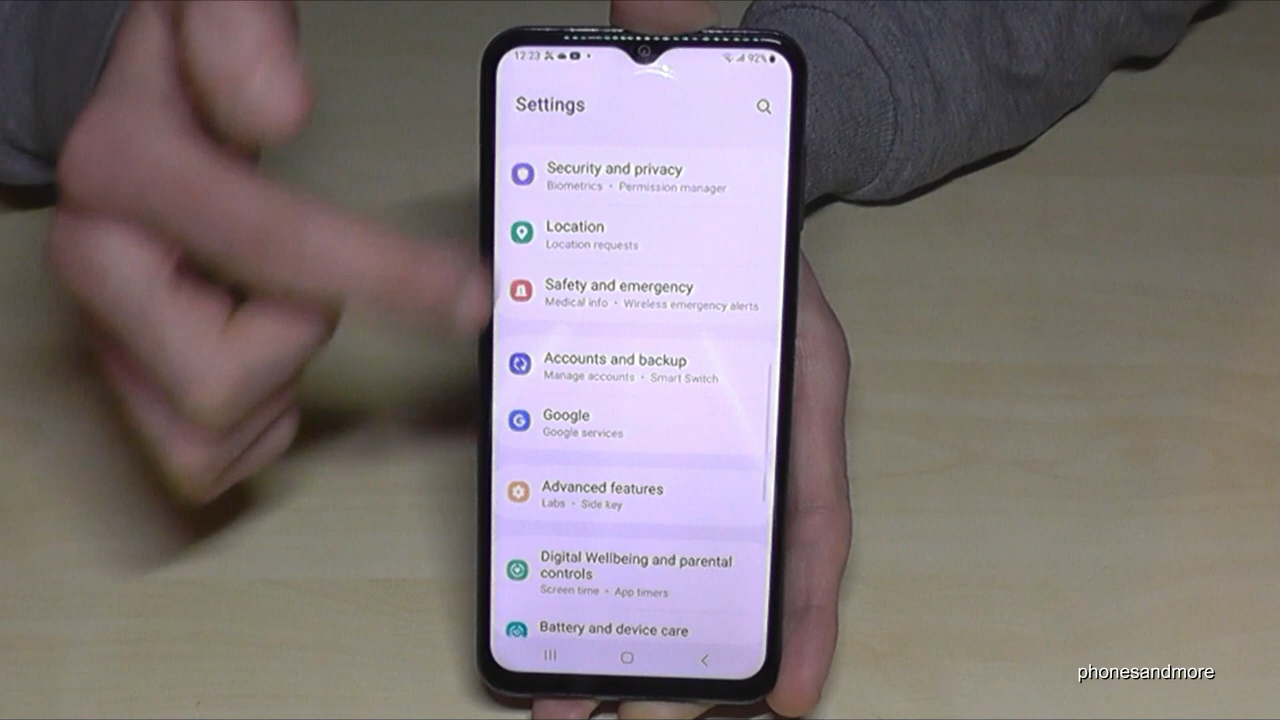 12:23
92%
Settings
Security and privacy
Biometrics • Permission manager
Location
Location requests
Safety and emergency
Medical info • Wireless emergency alerts
Accounts and backup
Manage accounts • Smart Switch
Google
Google services
Advanced features
Labs • Side key
Digital Wellbeing and parental
controls
Screen time • App timers
Battery and device care
phonesandmore